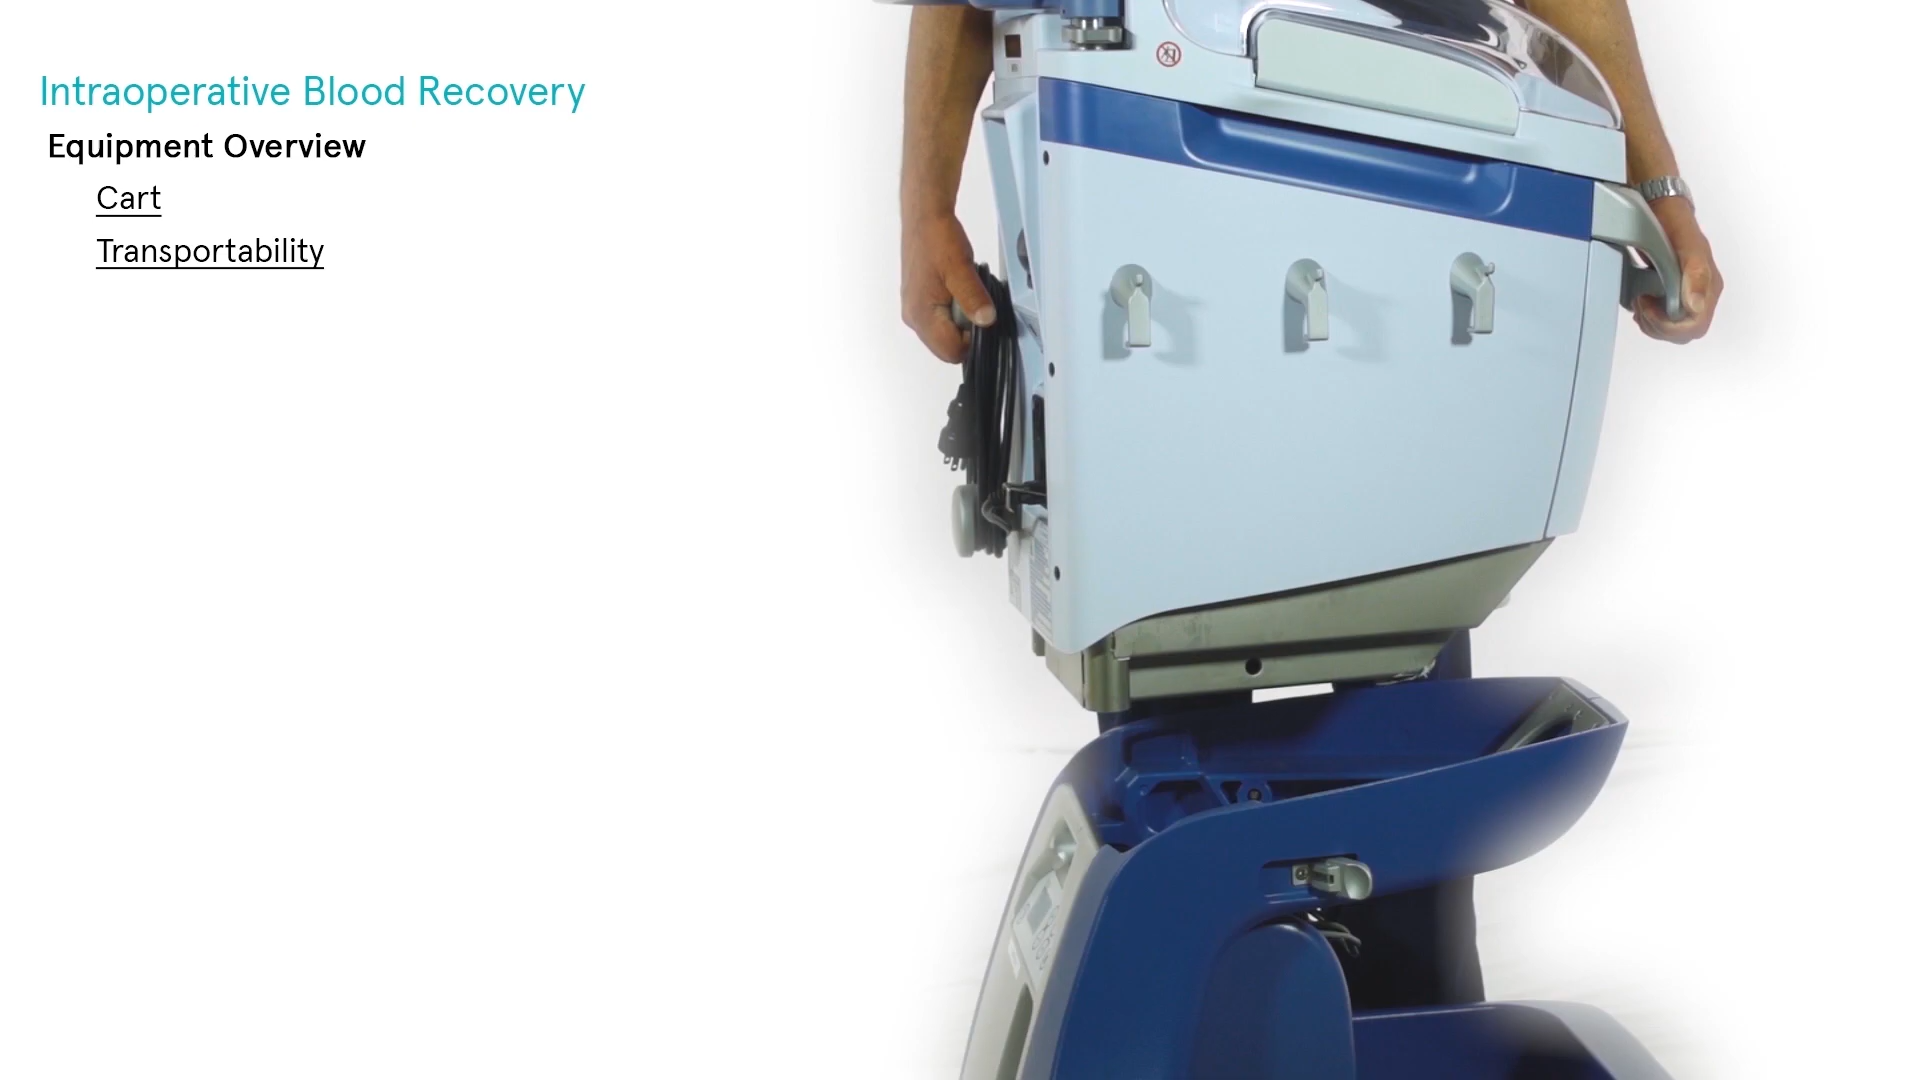 Intraoperative Blood Recovery
Equipment Overview
Cart
Transportability